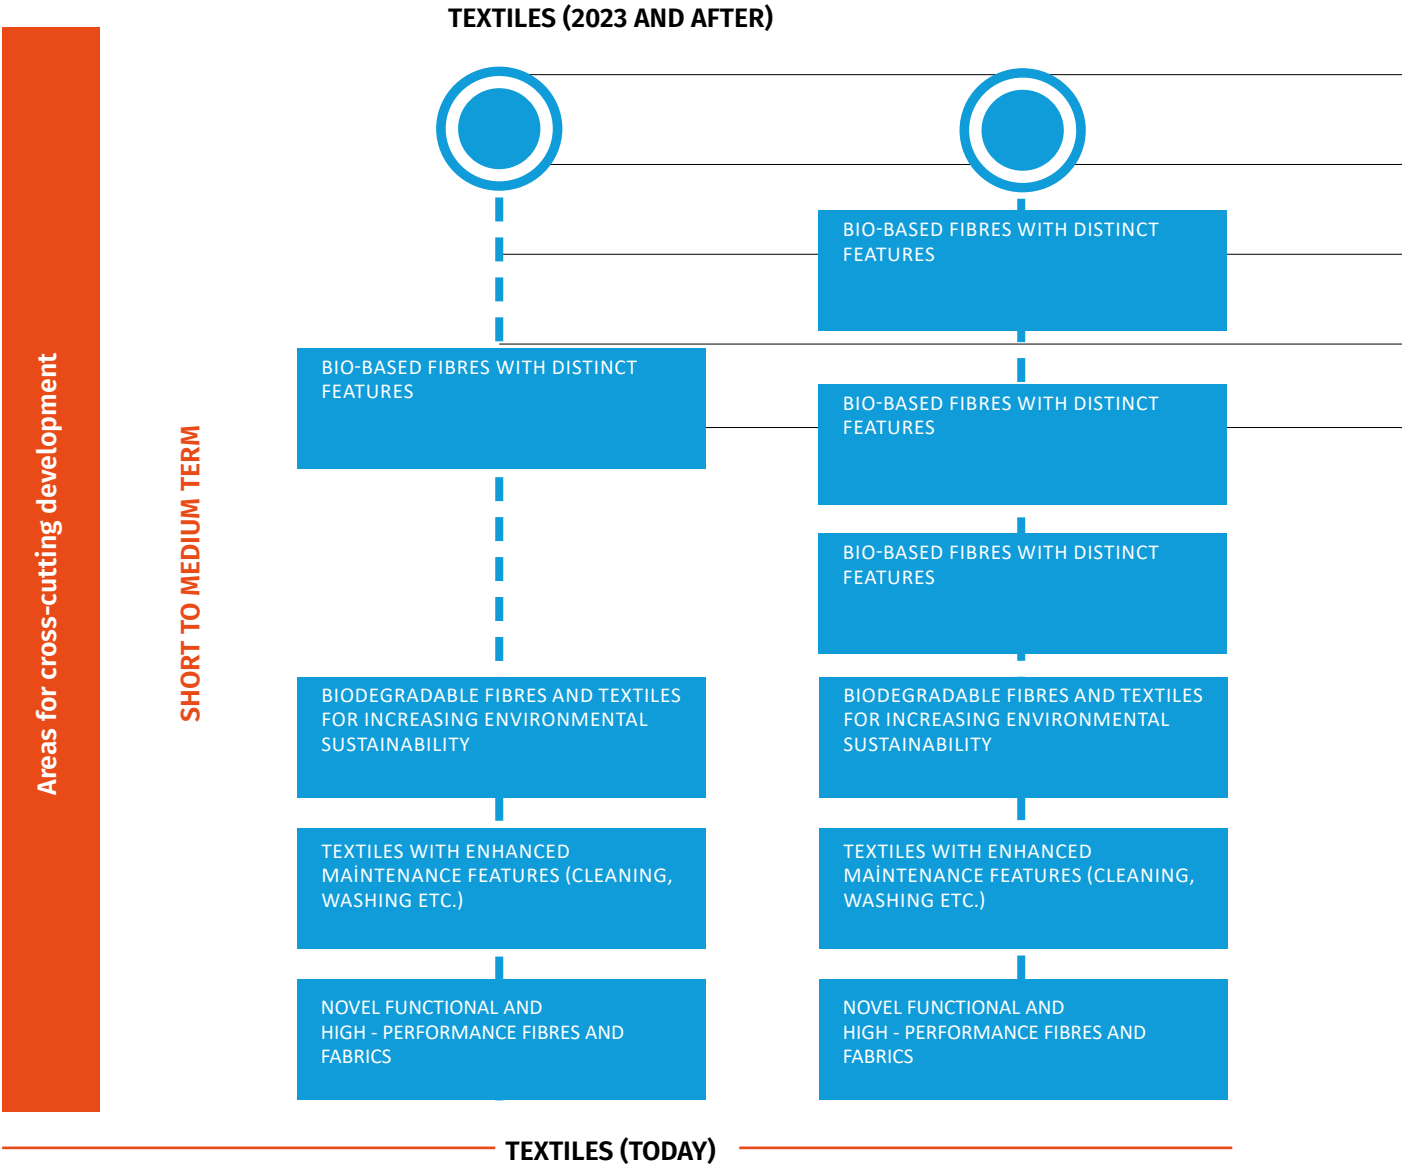 TEXTILES (2023 AND AFTER)
Areas for cross-cutting development
SHORT TO MEDIUM TERM
BIO-BASED FIBRES WITH DISTINCT
FEATURES
BIODEGRADABLE FIBRES AND TEXTILES
FOR INCREASING ENVIRONMENTAL
SUSTAINABILITY
TEXTILES WITH ENHANCED
MAİNTENANCE FEATURES (CLEANING,
WASHING ETC.)
NOVEL FUNCTIONAL AND
HIGH - PERFORMANCE FIBRES AND
FABRICS
BIO-BASED FIBRES WITH DISTINCT
FEATURES
BIO-BASED FIBRES WITH DISTINCT
FEATURES
BIO-BASED FIBRES WITH DISTINCT
FEATURES
BIODEGRADABLE FIBRES AND TEXTILES
FOR INCREASING ENVIRONMENTAL
SUSTAINABILITY
TEXTILES WITH ENHANCED
MAİNTENANCE FEATURES (CLEANING,
WASHING ETC.)
NOVEL FUNCTIONAL AND
HIGH - PERFORMANCE FIBRES AND
FABRICS
TEXTILES (TODAY)